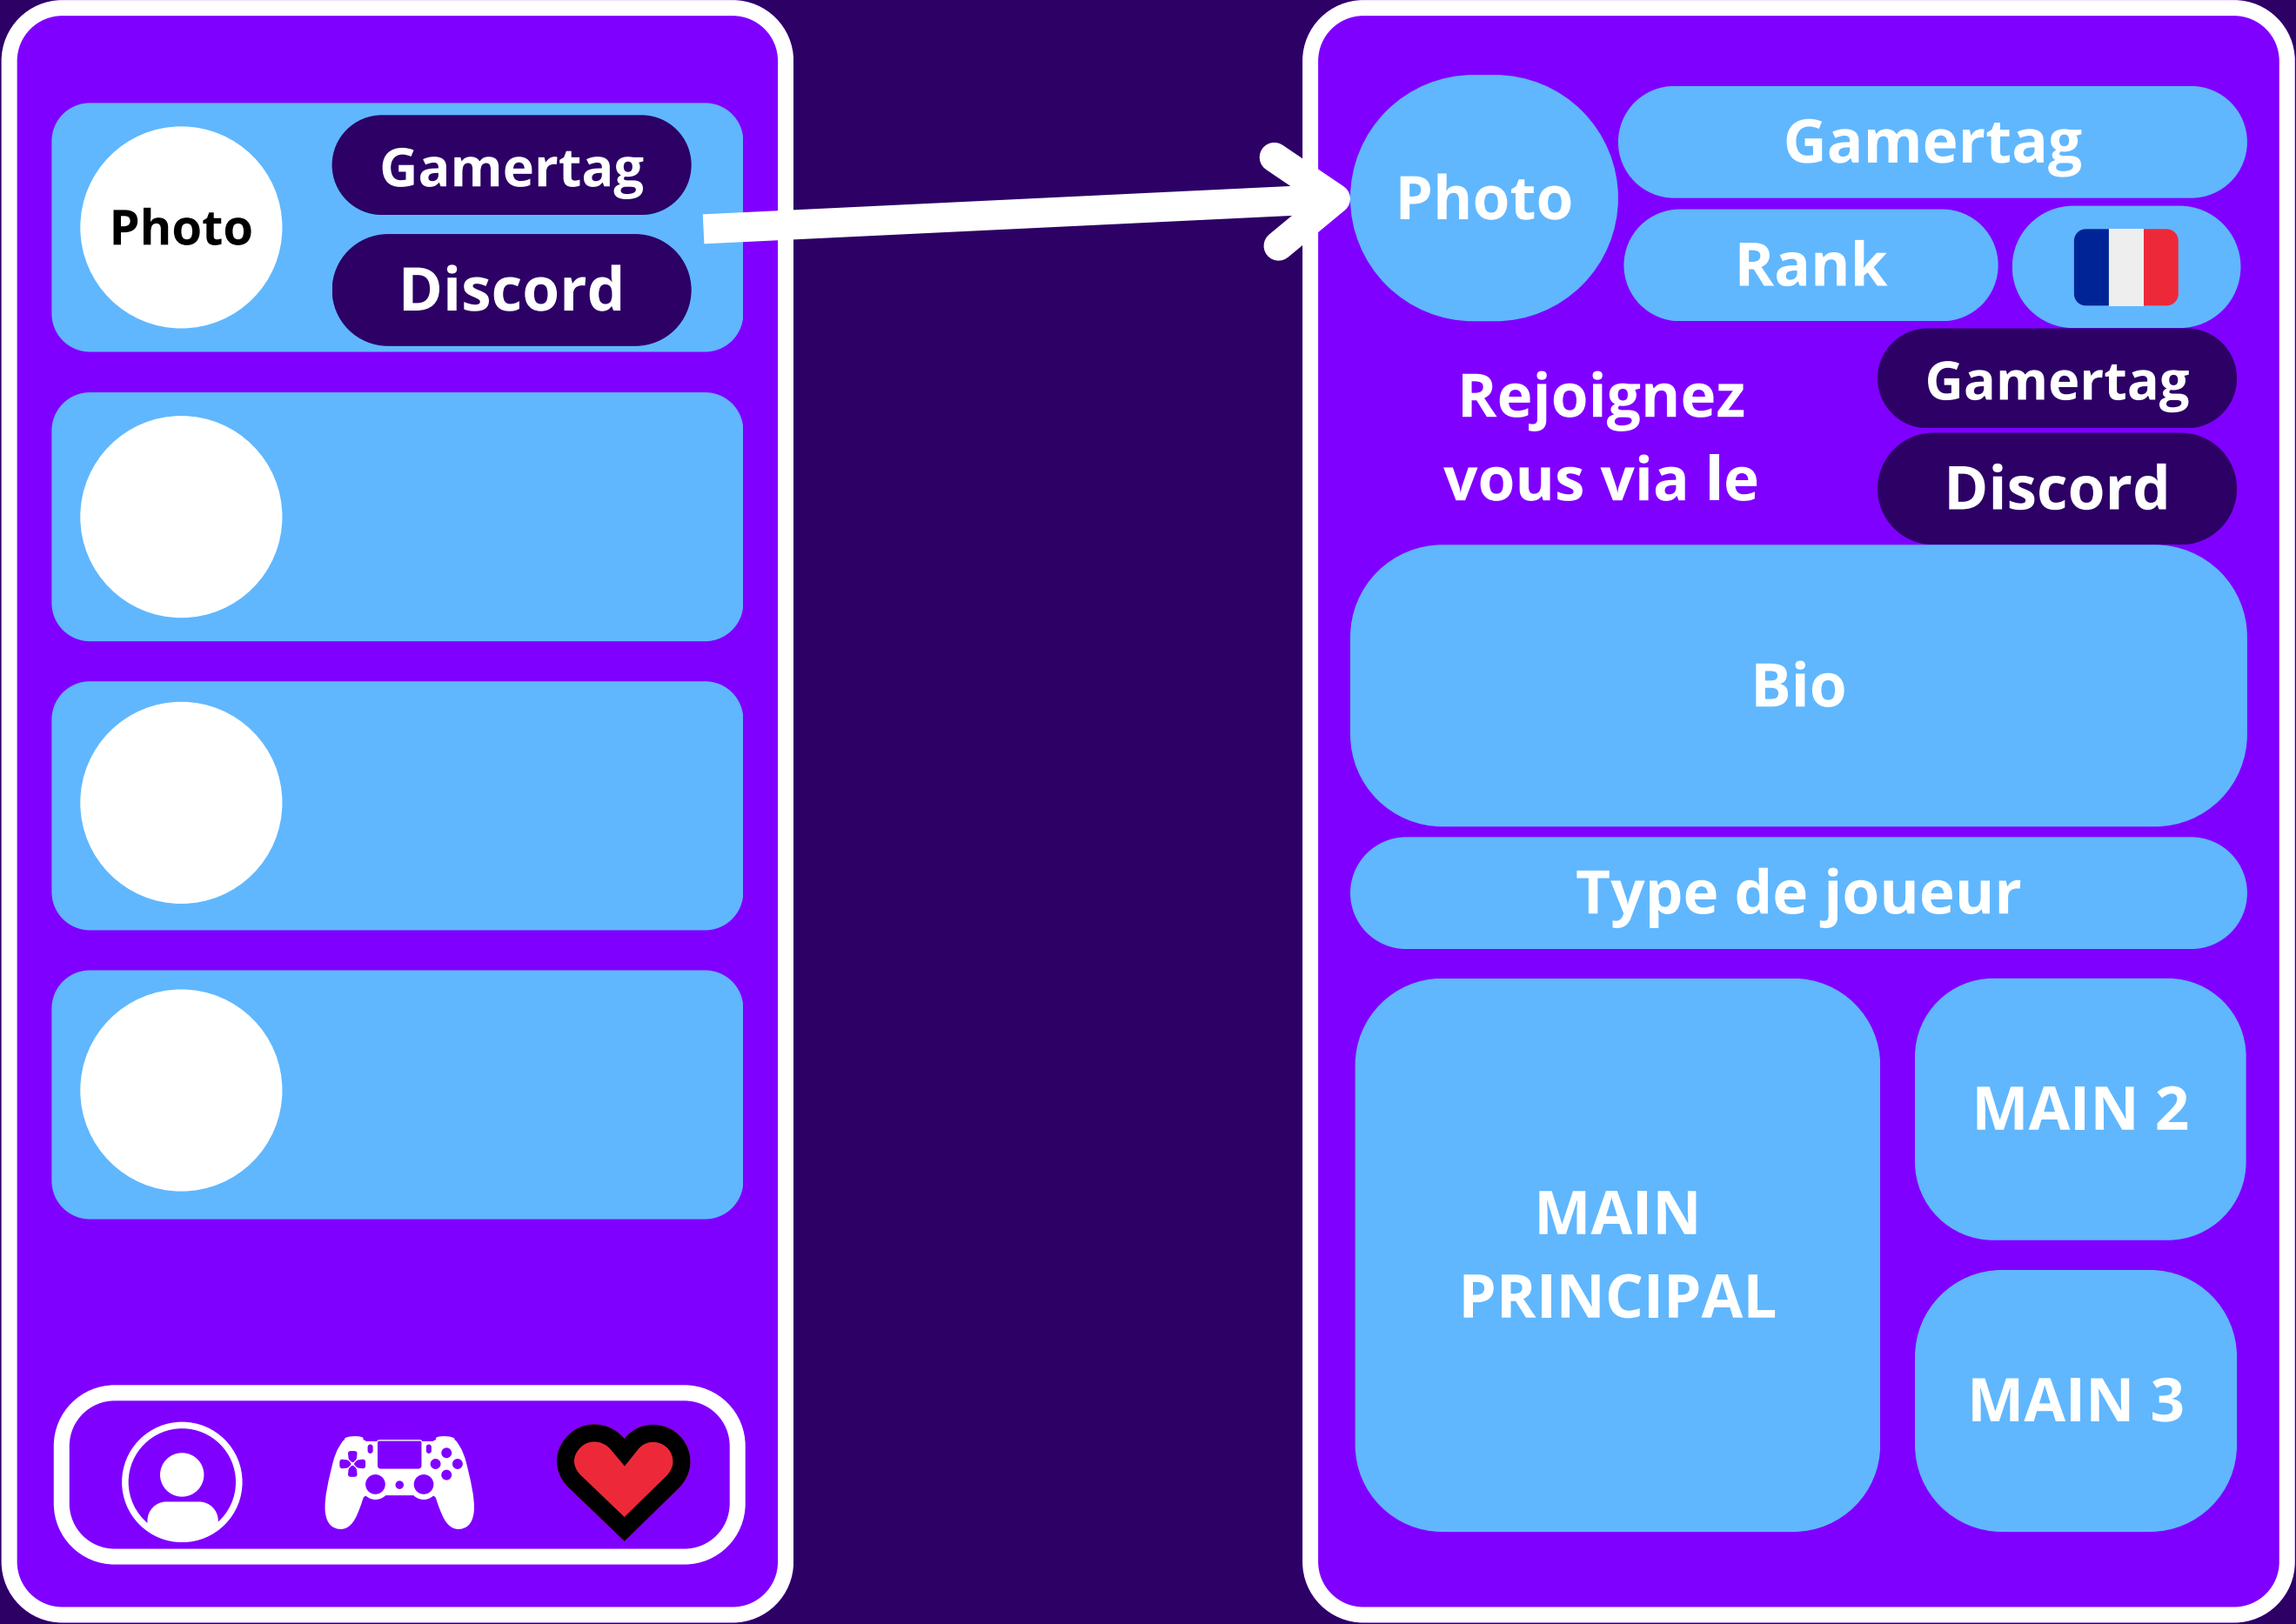 Photo
Gamertag
Discord
Photo
Gamertag
Rank
Rejoignez
vous via le
Gamertag
Discord
Bio
Type de joueur
MAIN
PRINCIPAL
MAIN 2
MAIN 3